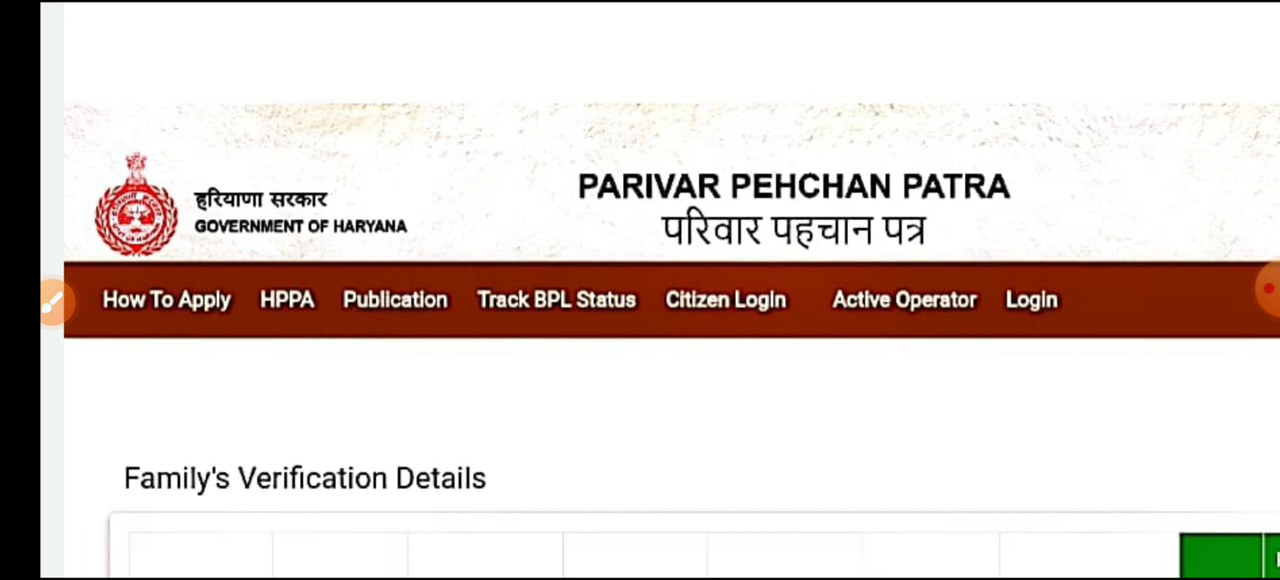 हरियाणा सरकार
GOVERNMENT OF HARYANA
PARIVAR PEHCHAN PATRA
परिवार पहचान पत्र
How To Apply HPPA Publication Track BPL Status Citizen Login Active Operator Login
Family's Verification Details